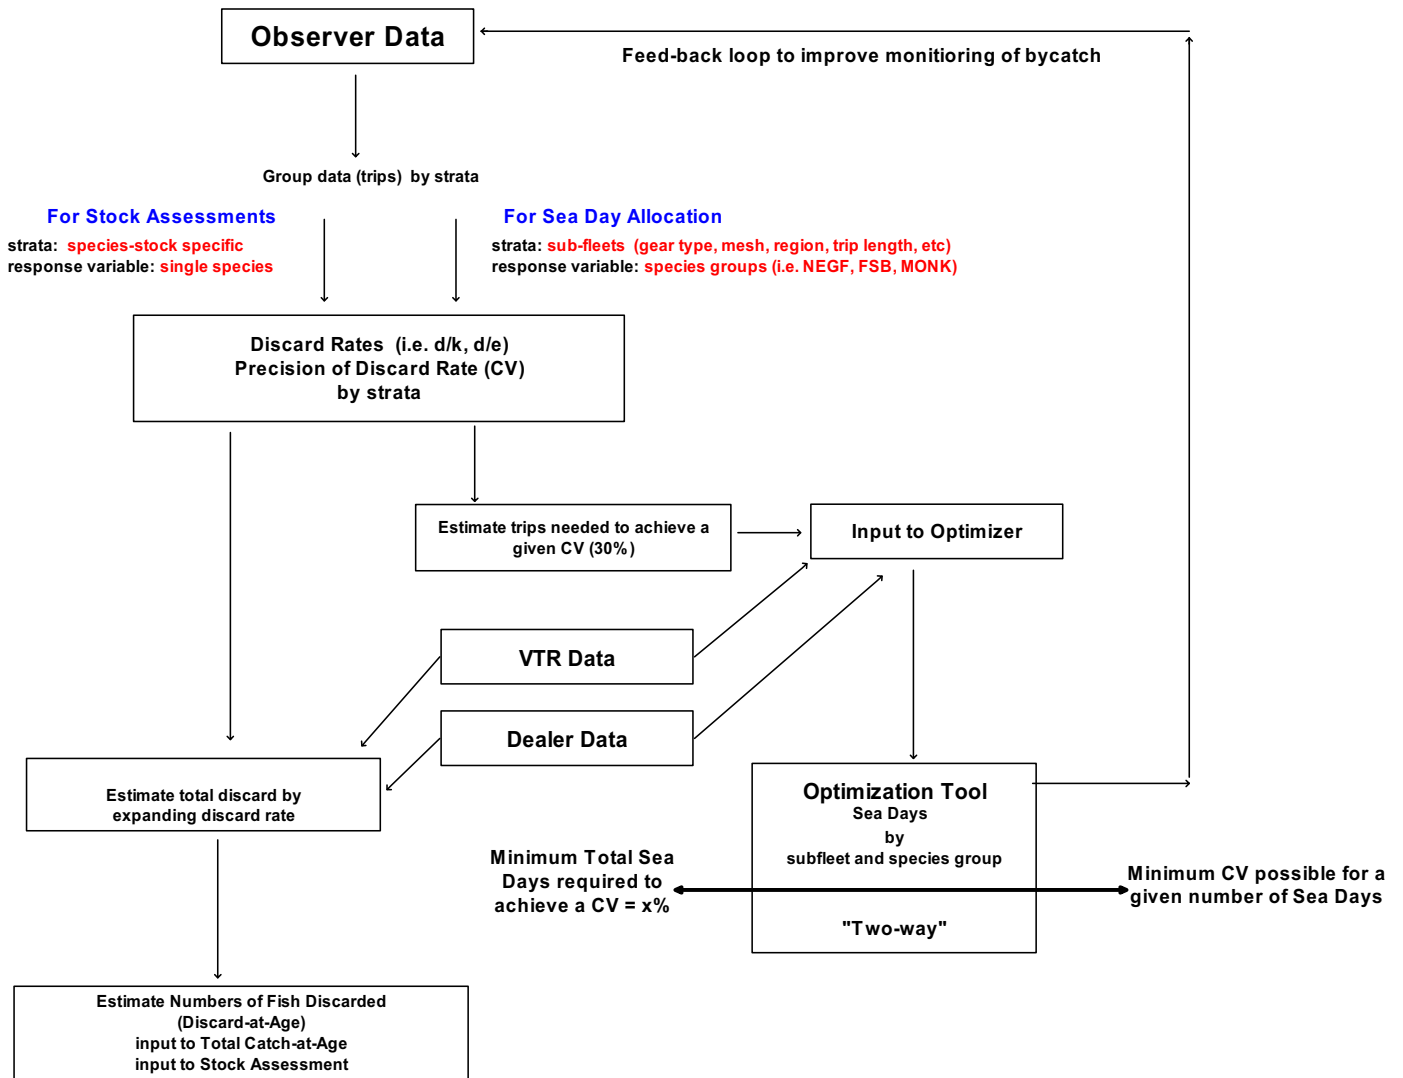 Observer Data
Feed-back loop to improve monitioring of bycatch
Group data (trips) by strata
For Stock Assessments
strata: species-stock specific
response variable: single species
For Sea Day Allocation
strata: sub-fleets (gear type, mesh, region, trip length, etc)
response variable: species groups (i.e. NEGF, FSB, MONK)
Discard Rates (i.e. d/k, d/e)
Precision of Discard Rate (CV)
by strata
Estimate trips needed to achieve a
given CV (30%)
Input to Optimizer
VTR Data
Dealer Data
Estimate total discard by
expanding discard rate
Optimization Tool
Sea Days
by
subfleet and species group
"Two-way"
Minimum Total Sea
Days required to
achieve a CV = x%
Minimum CV possible for a
given number of Sea Days
Estimate Numbers of Fish Discarded
(Discard-at-Age)
input to Total Catch-at-Age
input to Stock Assessment